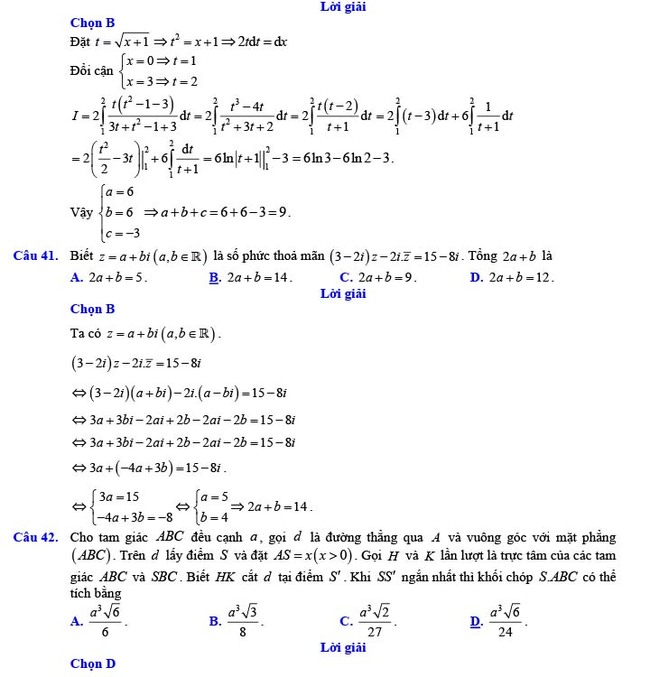 Lời giải
Chọn B
Đặt t = √(x+1) ⇒ t² = x+1 ⇒ 2tdt = dx
Đổi cận { x = 0 ⇒ t = 1
x = 3 ⇒ t = 2
I = 2∫₁² t(t²−1−3)/(3t+t²−1+3) dt = 2∫₁² (t³−4t)/(t²+3t+2) dt = 2∫₁² t(t−2)/(t+1) dt = 2∫₁² (t−3)dt + 6∫₁² 1/(t+1) dt
= 2(t²/2 − 3t)|₁² + 6∫₁² dt/(t+1) = 6ln|t+1||₁² − 3 = 6ln3 − 6ln2 − 3.
Vậy { a = 6
b = 6 ⇒ a+b+c = 6+6−3 = 9.
c = −3
Câu 41. Biết z = a+bi (a,b ∈ ℝ) là số phức thoả mãn (3−2i)z − 2i.z̅ = 15−8i. Tổng 2a+b là
A. 2a+b = 5. B. 2a+b = 14. C. 2a+b = 9. D. 2a+b = 12.
Lời giải
Chọn B
Ta có z = a+bi (a,b ∈ ℝ).
(3−2i)z − 2i.z̅ = 15−8i
⇔ (3−2i)(a+bi) − 2i.(a−bi) = 15−8i
⇔ 3a+3bi−2ai+2b−2ai−2b = 15−8i
⇔ 3a+3bi−2ai+2b−2ai−2b = 15−8i
⇔ 3a+(−4a+3b) = 15−8i.
⇔ { 3a = 15 ⇔ { a = 5 ⇒ 2a+b = 14.
−4a+3b = −8 b = 4
Câu 42. Cho tam giác ABC đều cạnh a, gọi d là đường thẳng qua A và vuông góc với mặt phẳng
(ABC). Trên d lấy điểm S và đặt AS = x (x > 0). Gọi H và K lần lượt là trực tâm của các tam
giác ABC và SBC. Biết HK cắt d tại điểm S'. Khi SS' ngắn nhất thì khối chóp S.ABC có thể
tích bằng
A. a³√6/6. B. a³√3/8. C. a³√2/27. D. a³√6/24.
Lời giải
Chọn D